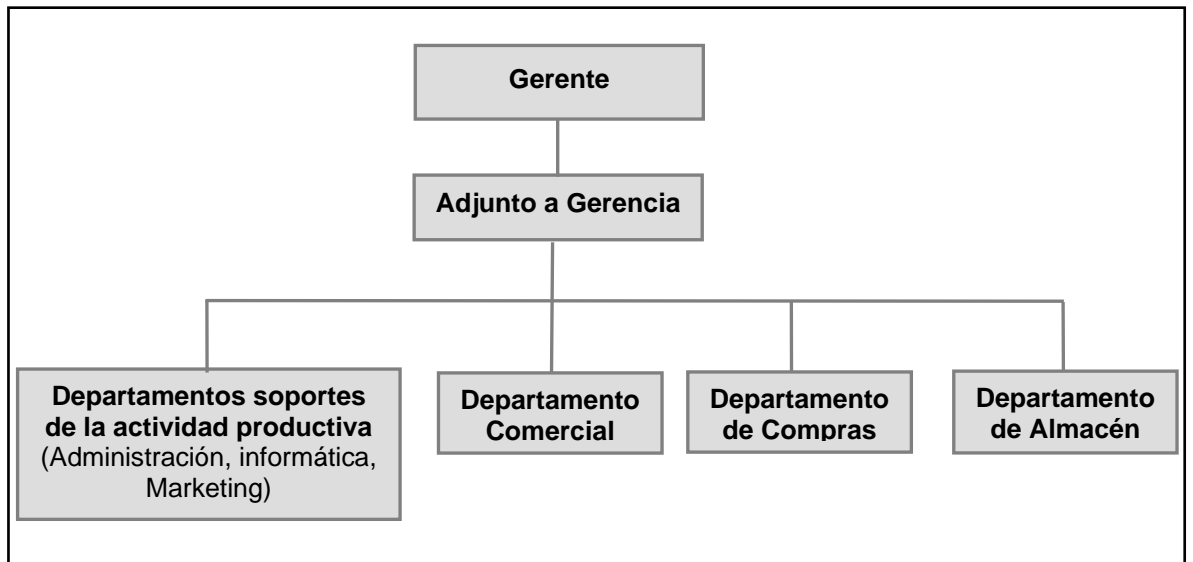 Gerente
Adjunto a Gerencia
Departamentos soportes
de la actividad productiva
(Administración, informática,
Marketing)
Departamento
Comercial
Departamento
de Compras
Departamento
de Almacén